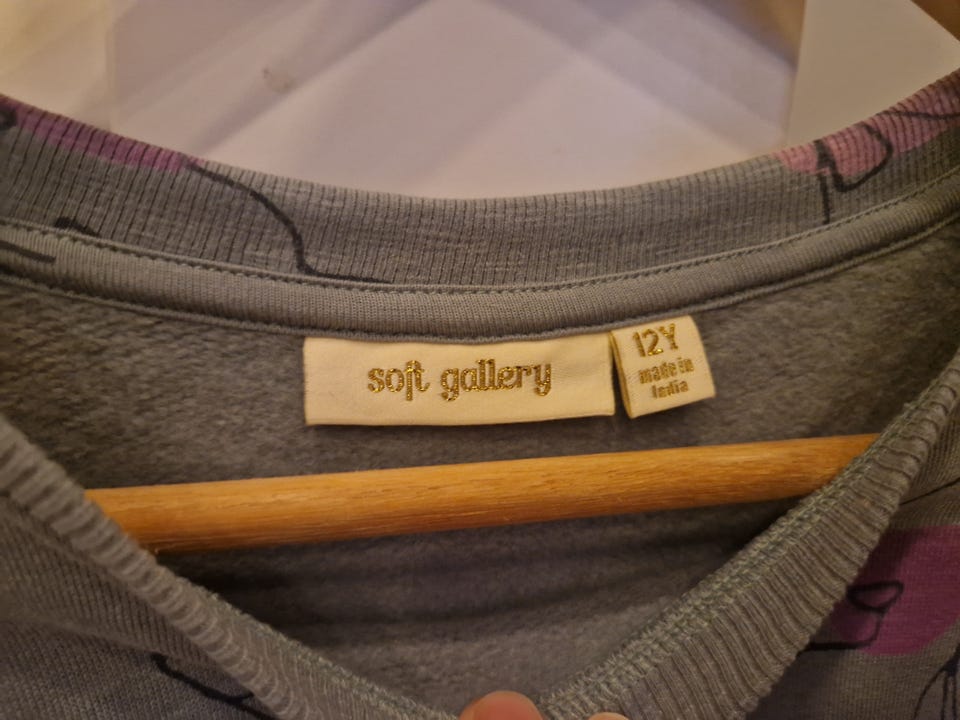 soft gallery
12Y
made in
India